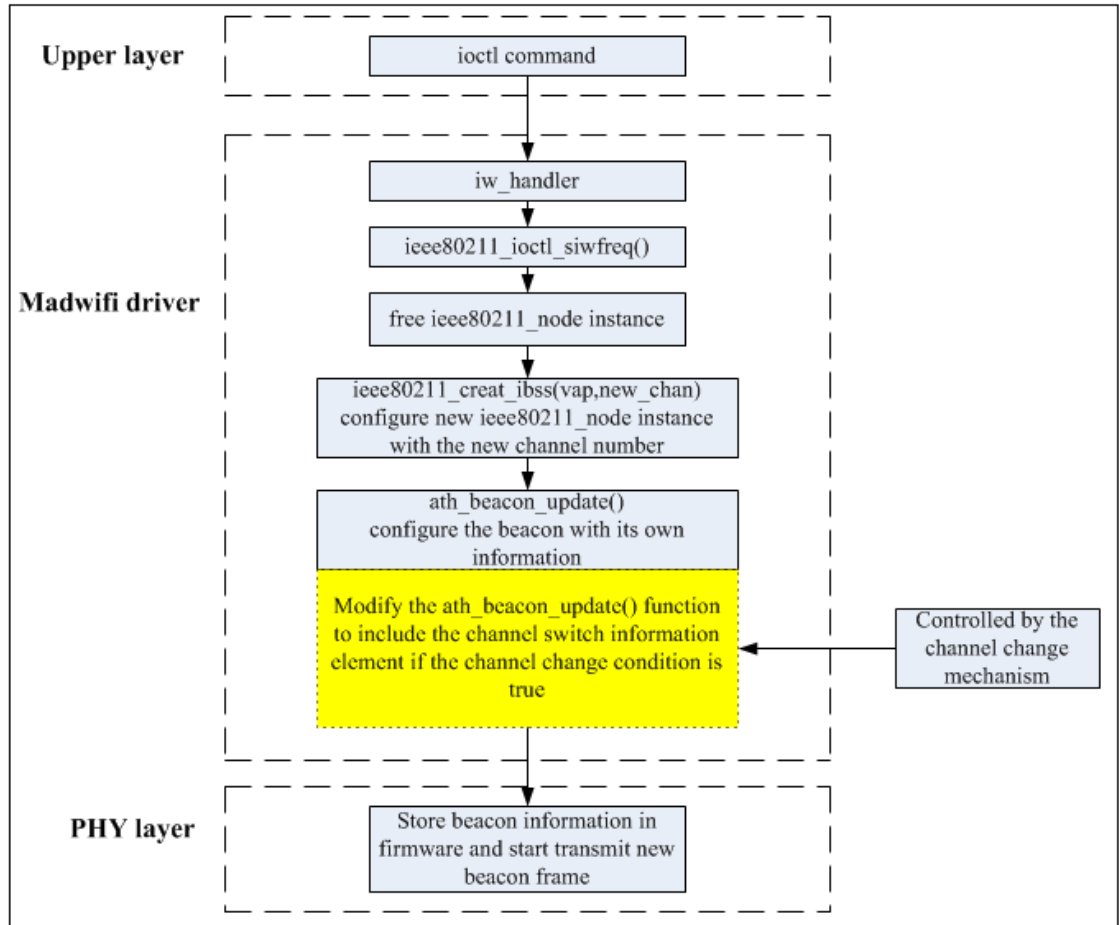 Upper layer
ioctl command
Madwifi driver
iw_handler
ieee80211_ioctl_siwfreq()
free ieee80211_node instance
ieee80211_creat_ibss(vap,new_chan)
configure new ieee80211_node instance
with the new channel number
ath_beacon_update()
configure the beacon with its own
information
Modify the ath_beacon_update() function
to include the channel switch information
element if the channel change condition is
true
Controlled by the
channel change
mechanism
PHY layer
Store beacon information in
firmware and start transmit new
beacon frame